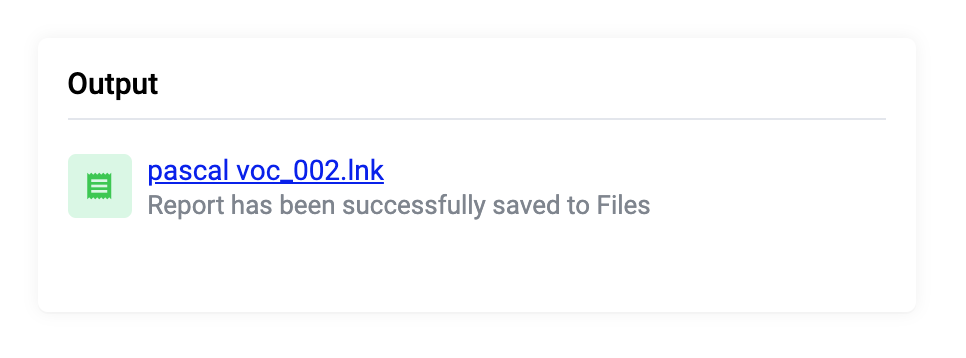 Output
pascal voc_002.lnk
Report has been successfully saved to Files